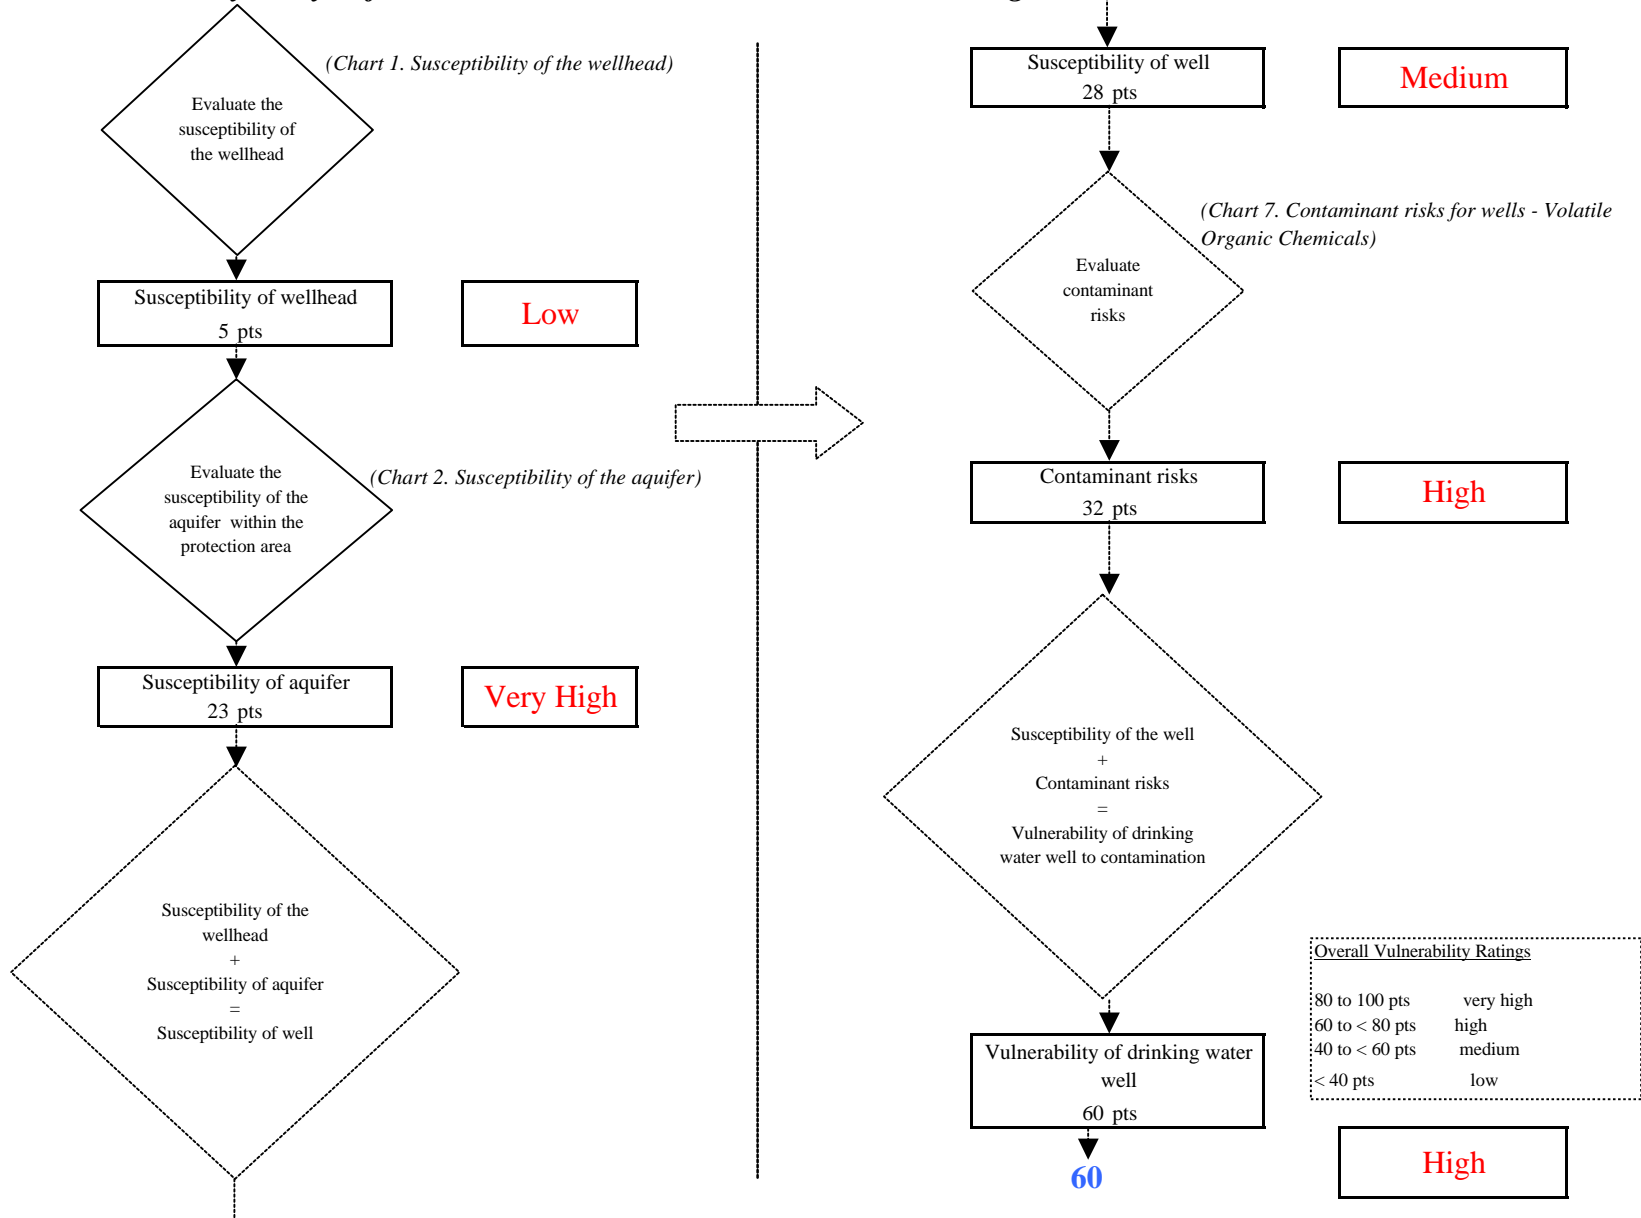 (Chart 1. Susceptibility of the wellhead)
Evaluate the
susceptibility of
the wellhead
Susceptibility of wellhead
5 pts
Low
Evaluate the
susceptibility of the
aquifer within the
protection area
(Chart 2. Susceptibility of the aquifer)
Susceptibility of aquifer
23 pts
Very High
Susceptibility of the
wellhead
+
Susceptibility of aquifer
=
Susceptibility of well
Susceptibility of well
28 pts
Medium
(Chart 7. Contaminant risks for wells - Volatile
Organic Chemicals)
Evaluate
contaminant
risks
Contaminant risks
32 pts
High
Susceptibility of the well
+
Contaminant risks
=
Vulnerability of drinking
water well to contamination
Overall Vulnerability Ratings
80 to 100 pts very high
60 to < 80 pts high
40 to < 60 pts medium
< 40 pts low
Vulnerability of drinking water
well
60 pts
60
High